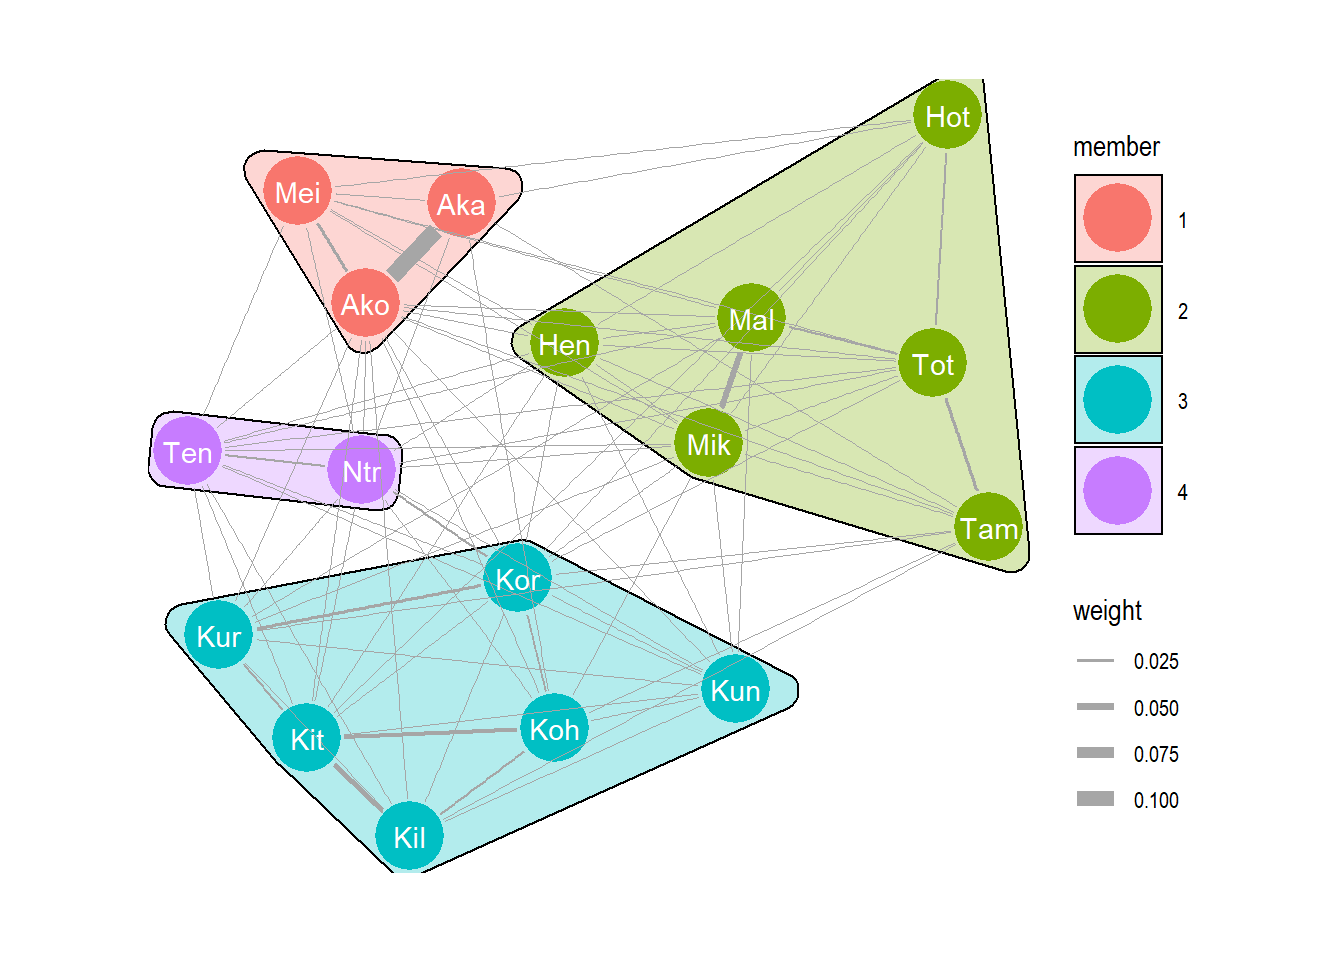 Hot
Mei
Aka
Ako
Mal
Hen
Tot
Mik
Ten
Ntr
Tam
Kor
Kur
Kun
Koh
Kit
Kil
member
1
2
3
4
weight
0.025
0.050
0.075
0.100